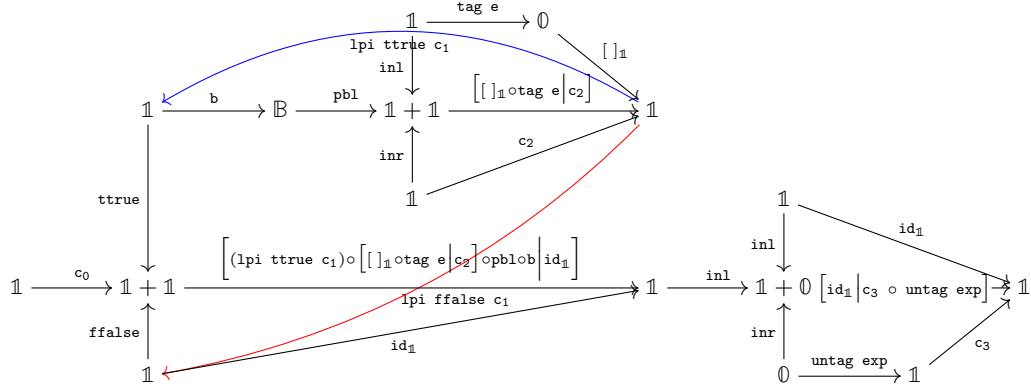 𝟙 tag e 𝟘
lpi ttrue c₁
inl
[ ]𝟙
𝟙 b 𝔹 pbl 𝟙 + 𝟙 [[ ]𝟙∘tag e|c₂] 𝟙
inr
c₂
𝟙
ttrue
𝟙
inl
id𝟙
[(lpi ttrue c₁)∘[[ ]𝟙∘tag e|c₂]∘pbl∘b|id𝟙]
𝟙 c₀ 𝟙 + 𝟙 𝟙 inl 𝟙 + 𝟘 [id𝟙|c₃ ∘ untag exp] 𝟙
lpi ffalse c₁
ffalse
id𝟙
inr
c₃
𝟙 𝟘 untag exp 𝟙